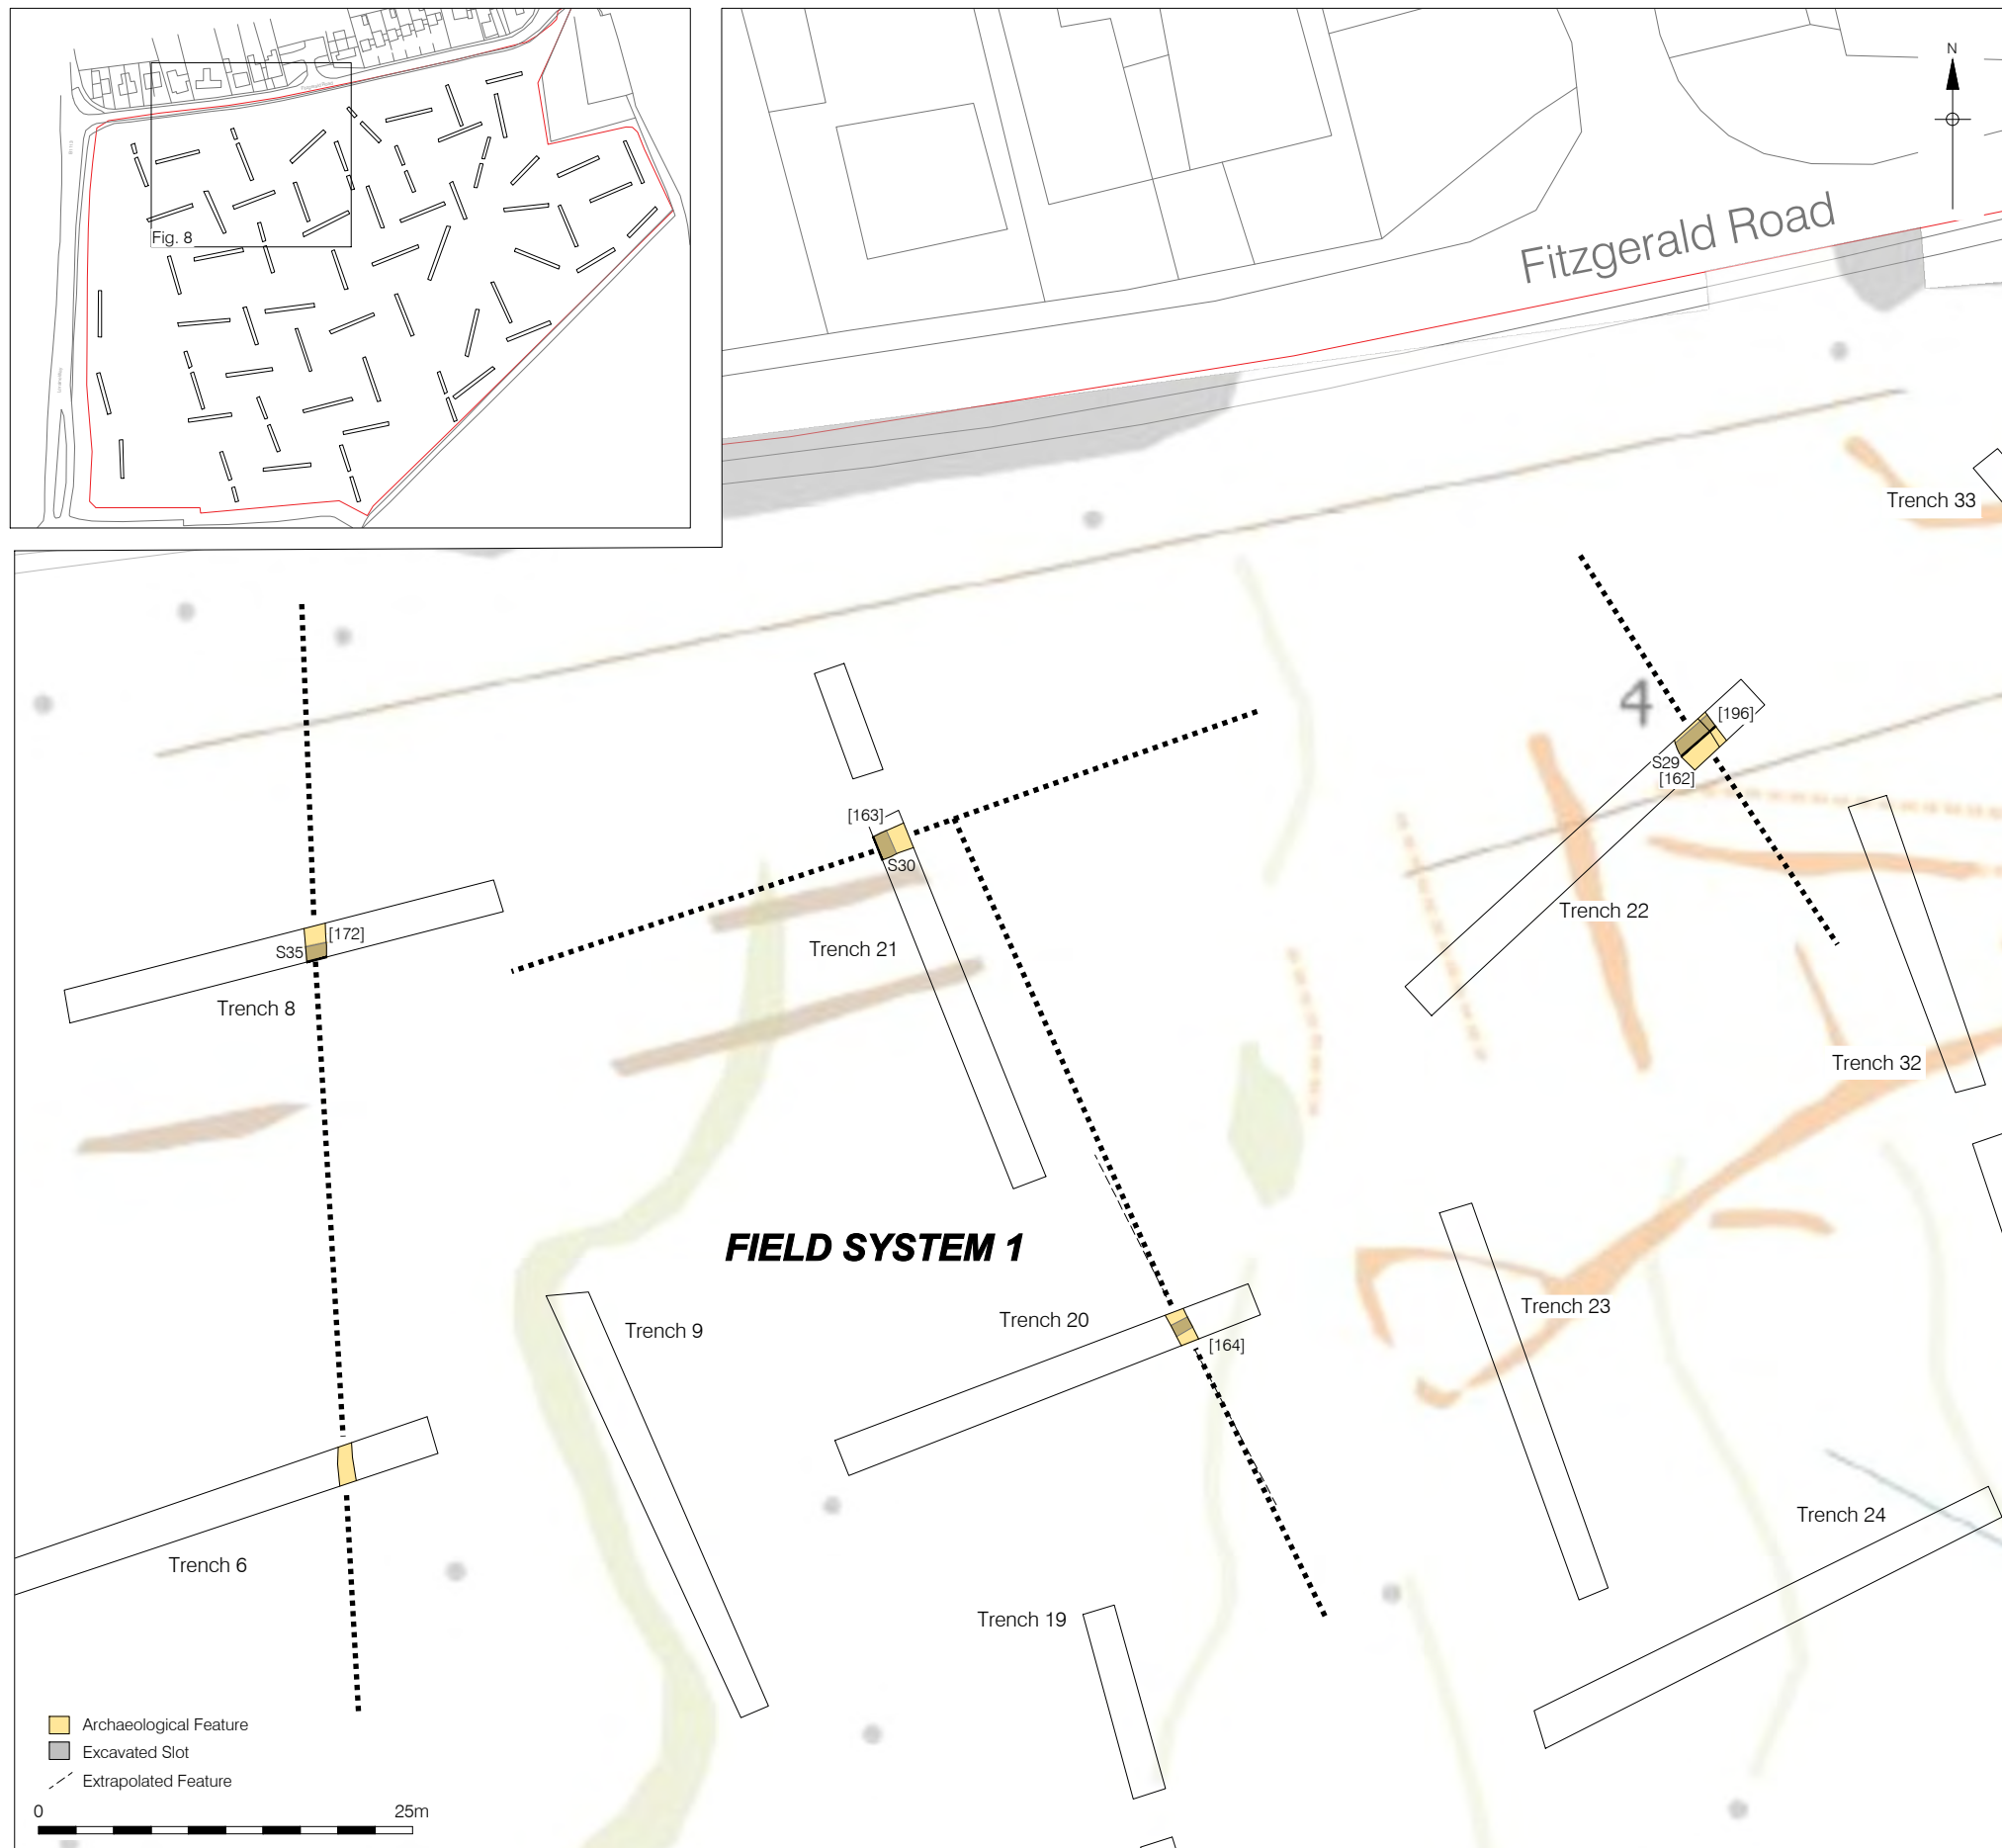 Fig. 8
N
Fitzgerald Road
Trench 33
4
[196]
S29
[162]
[163]
S30
Trench 22
[172]
S35
Trench 21
Trench 8
Trench 32
FIELD SYSTEM 1
Trench 9
Trench 20
[164]
Trench 23
Trench 24
Trench 6
Trench 19
Archaeological Feature
Excavated Slot
Extrapolated Feature
0 25m